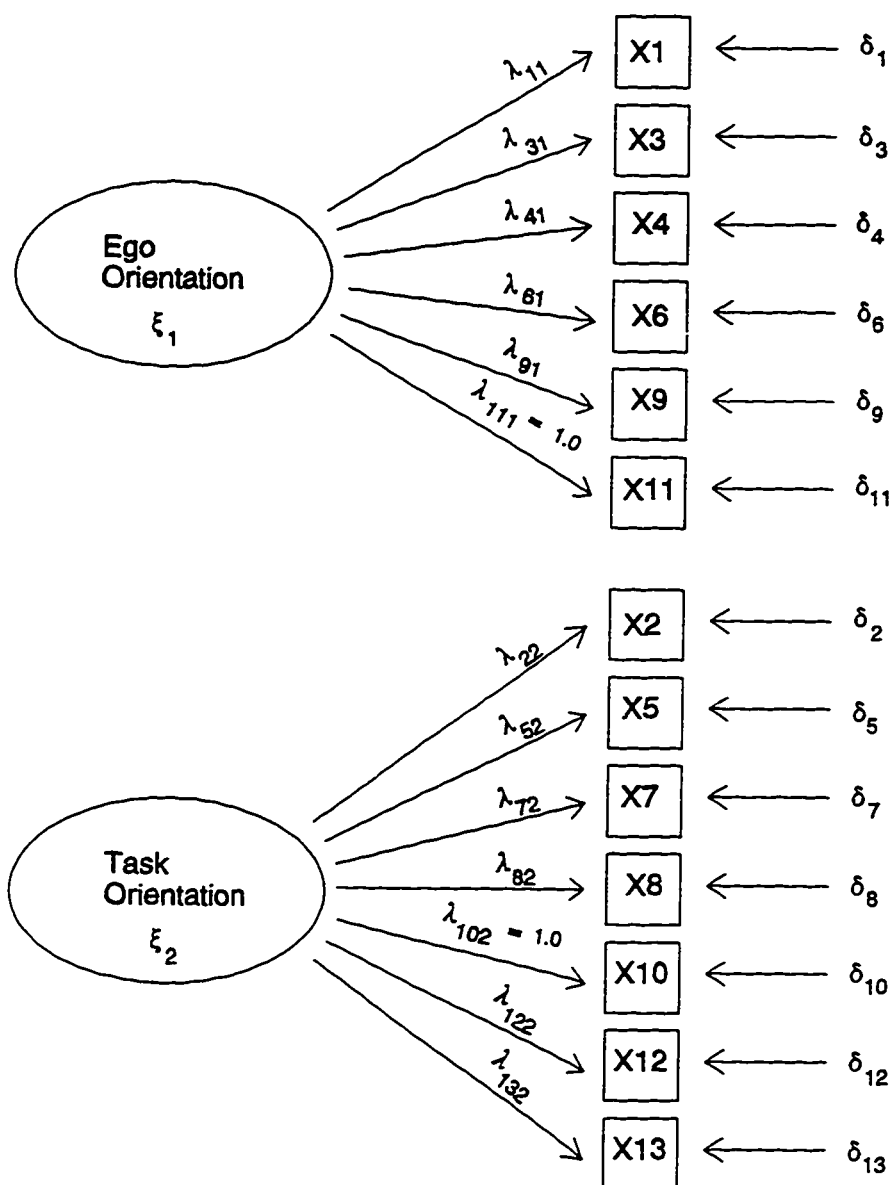 λ11 X1 δ1
λ31 X3 δ3
Ego
Orientation
ξ1
λ41 X4 δ4
λ61 X6 δ6
λ91 X9 δ9
λ111 = 1.0 X11 δ11
λ22 X2 δ2
λ52 X5 δ5
λ72 X7 δ7
Task
Orientation
ξ2
λ82 X8 δ8
λ102 = 1.0 X10 δ10
λ122 X12 δ12
λ132 X13 δ13